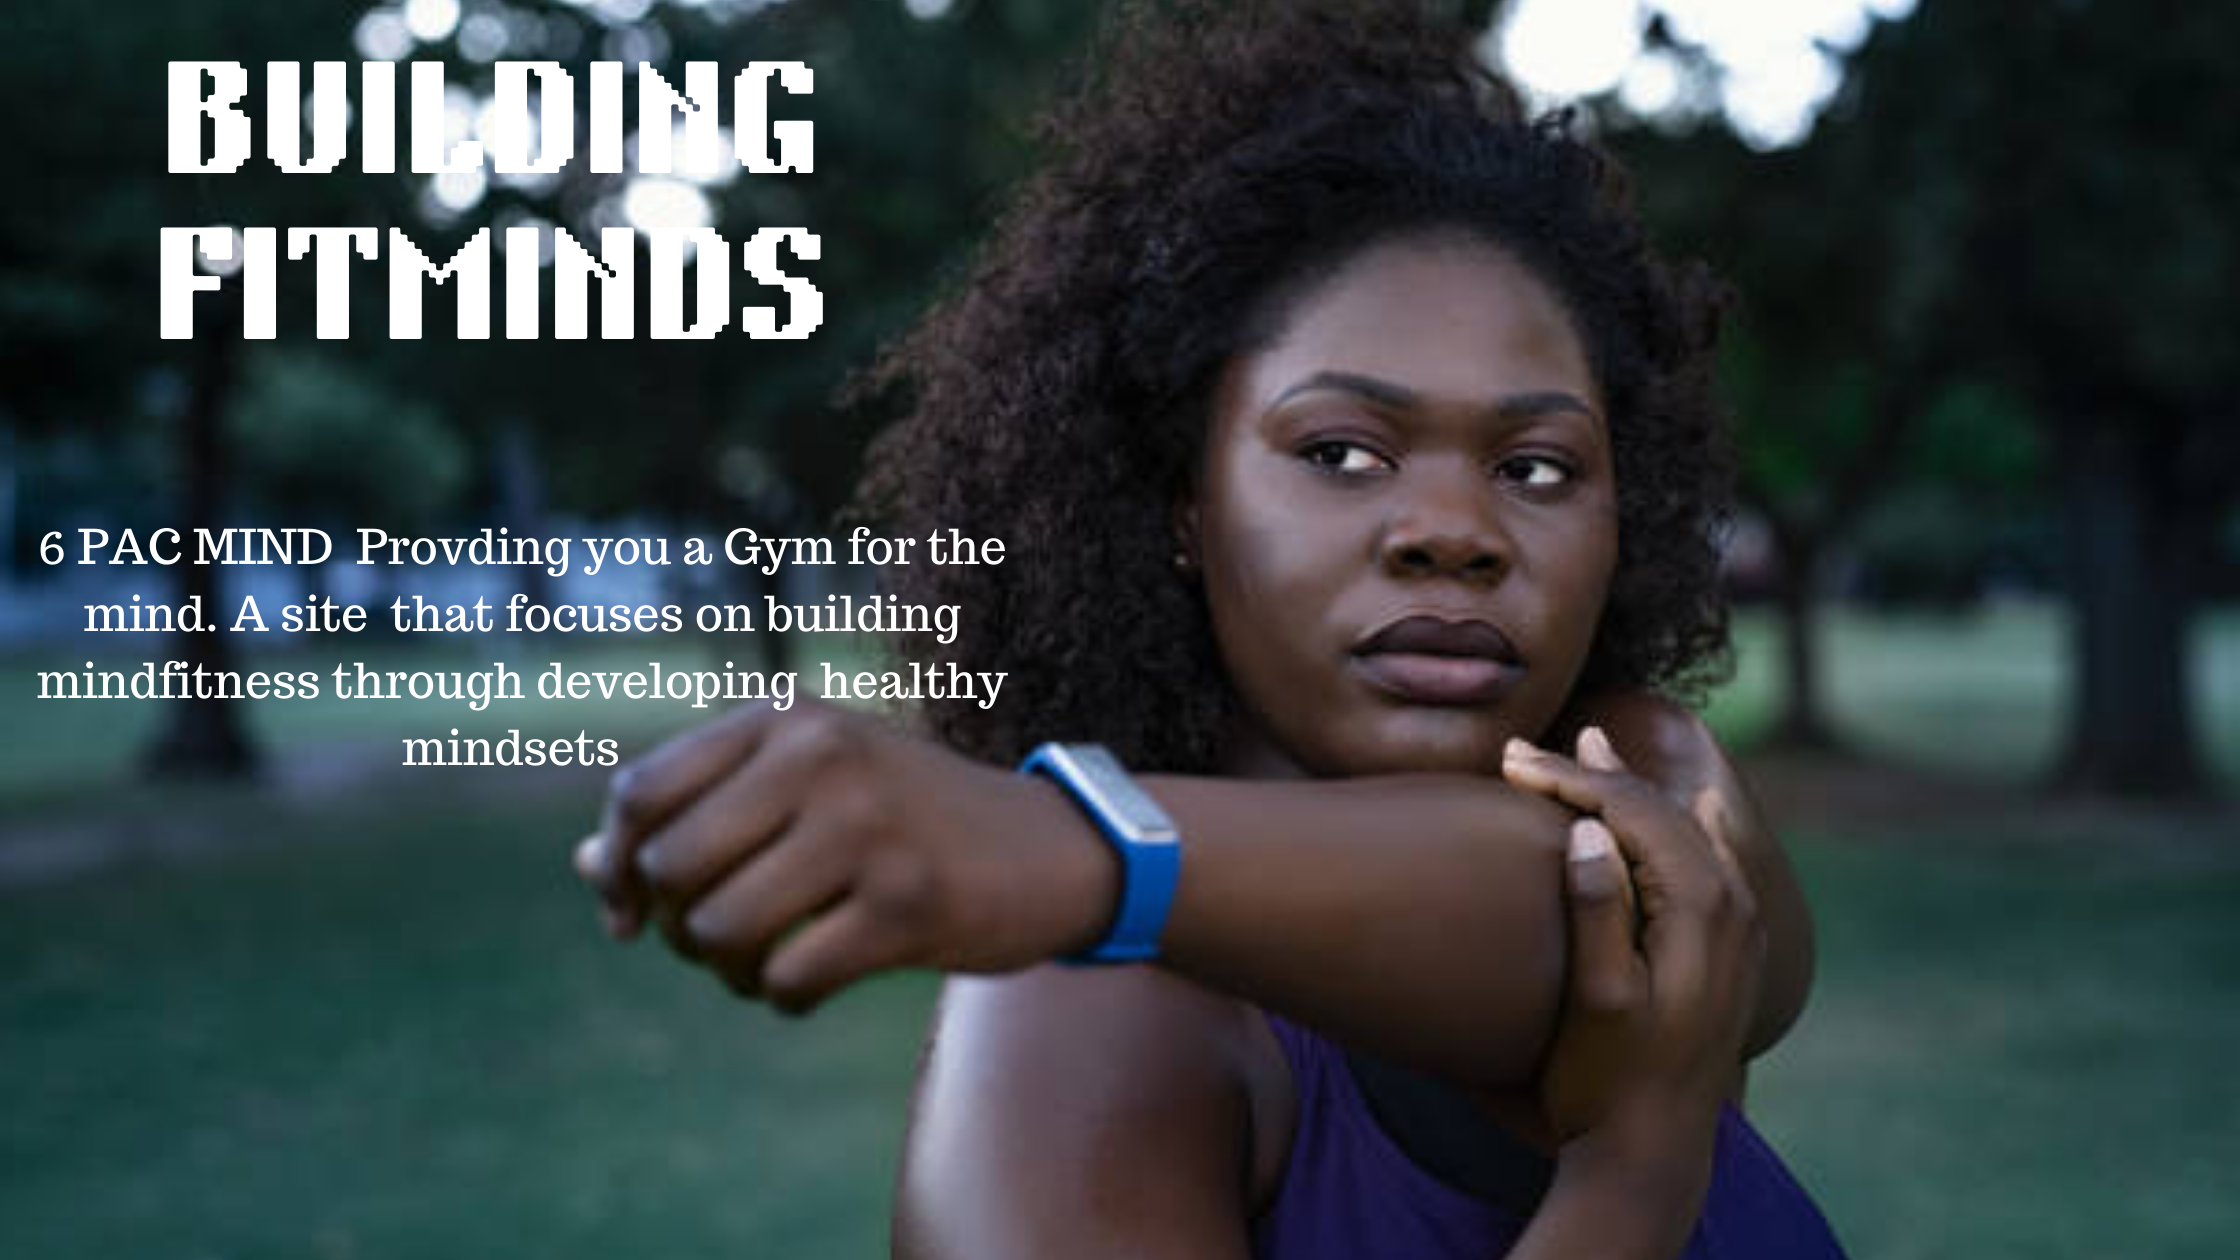 BUILDING
FITMINDS
6 PAC MIND  Provding you a Gym for the
mind. A site  that focuses on building
mindfitness through developing  healthy
mindsets